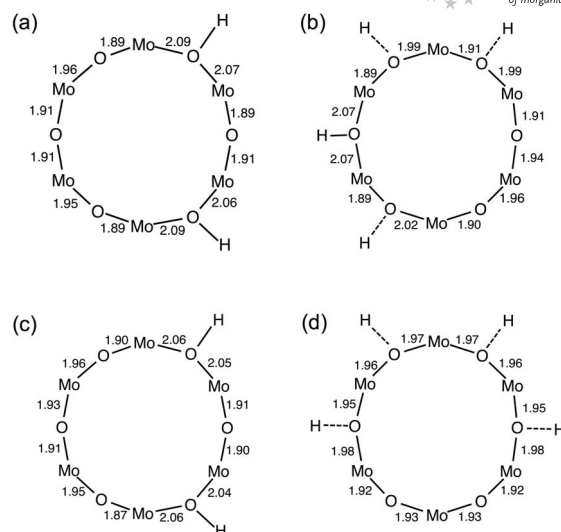 of Inorganic
(a)
H
1.89 Mo 2.09
O O
1.96 2.07
Mo Mo
1.91 1.89
O O
1.91 1.91
Mo Mo
1.95 2.06
O O
1.89 Mo 2.09
H
(b)
H H
1.99 Mo 1.91
O O
1.89 1.99
Mo Mo
2.07 1.91
H O O
2.07 1.94
Mo Mo
1.89 1.96
O O
2.02 Mo 1.90
H
(c)
H
1.90 Mo 2.06
O O
1.96 2.05
Mo Mo
1.93 1.91
O O
1.91 1.90
Mo Mo
1.95 2.04
O O
1.87 Mo 2.06
H
(d)
H H
1.97 Mo 1.97
O O
1.96 1.96
Mo Mo
1.95 1.95
H O O H
1.98 1.98
Mo Mo
1.92 1.92
O O
1.93 Mo 1.93